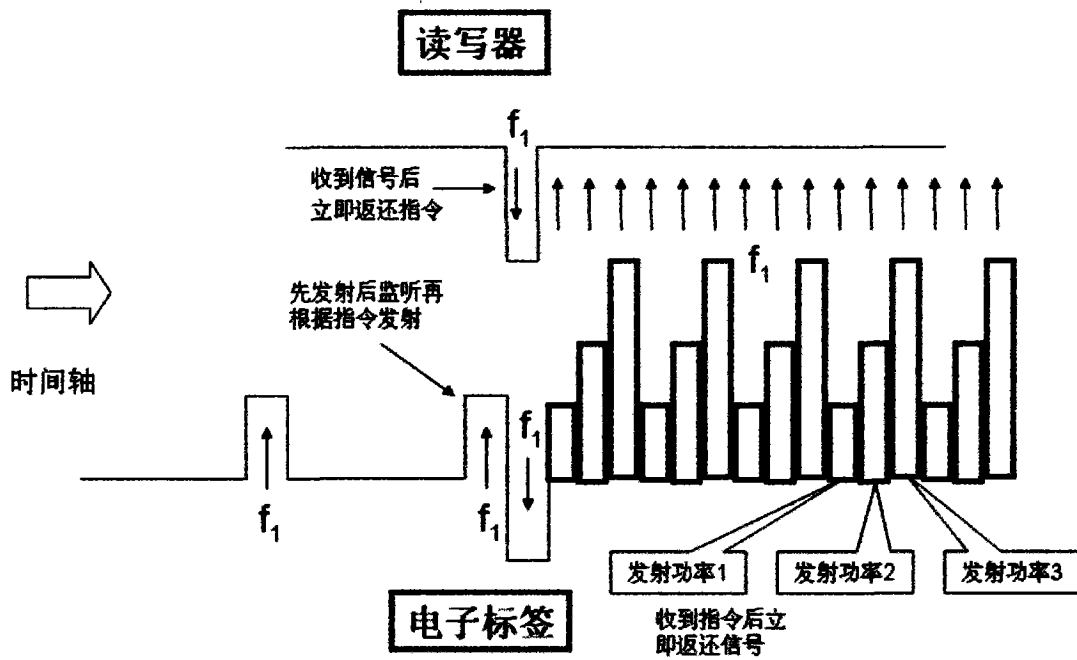 读写器
f1
收到信号后
立即返还指令
f1
先发射后监听再
根据指令发射
时间轴
f1
f1
f1
发射功率1
发射功率2
发射功率3
电子标签
收到指令后立
即返还信号